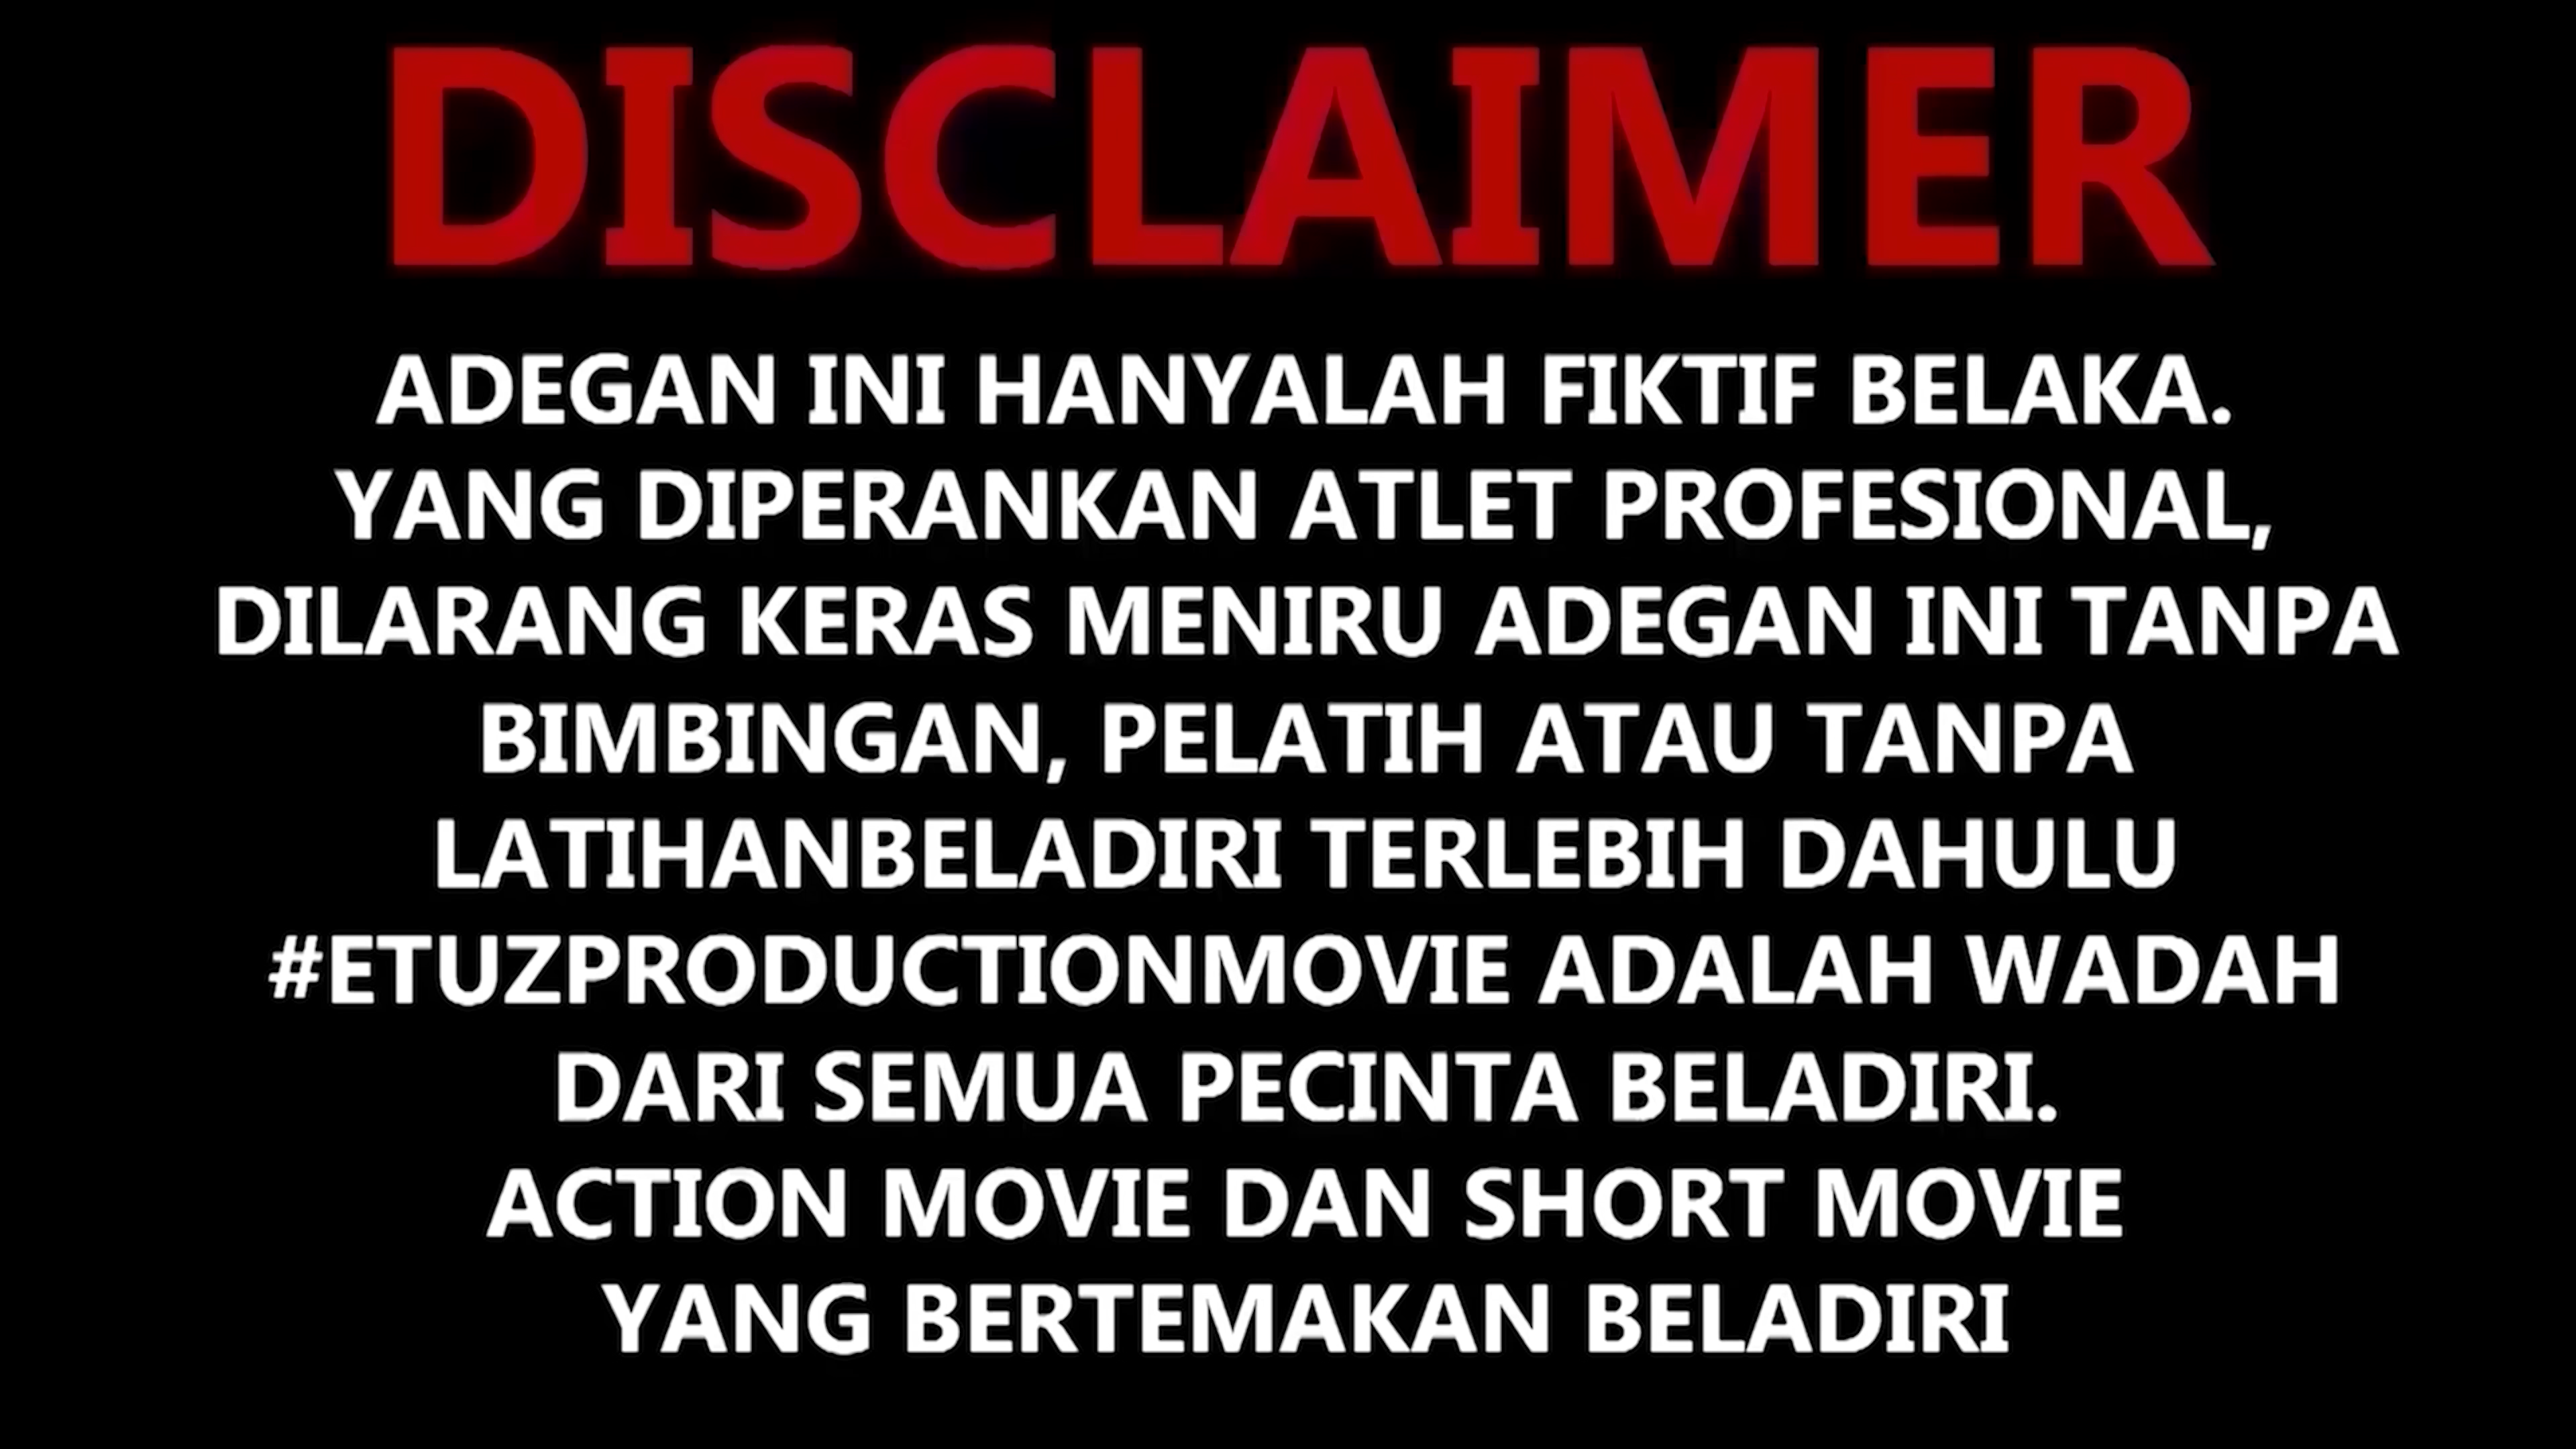 DISCLAIMER
ADEGAN INI HANYALAH FIKTIF BELAKA.
YANG DIPERANKAN ATLET PROFESIONAL,
DILARANG KERAS MENIRU ADEGAN INI TANPA
BIMBINGAN, PELATIH ATAU TANPA
LATIHANBELADIRI TERLEBIH DAHULU
#ETUZPRODUCTIONMOVIE ADALAH WADAH
DARI SEMUA PECINTA BELADIRI.
ACTION MOVIE DAN SHORT MOVIE
YANG BERTEMAKAN BELADIRI